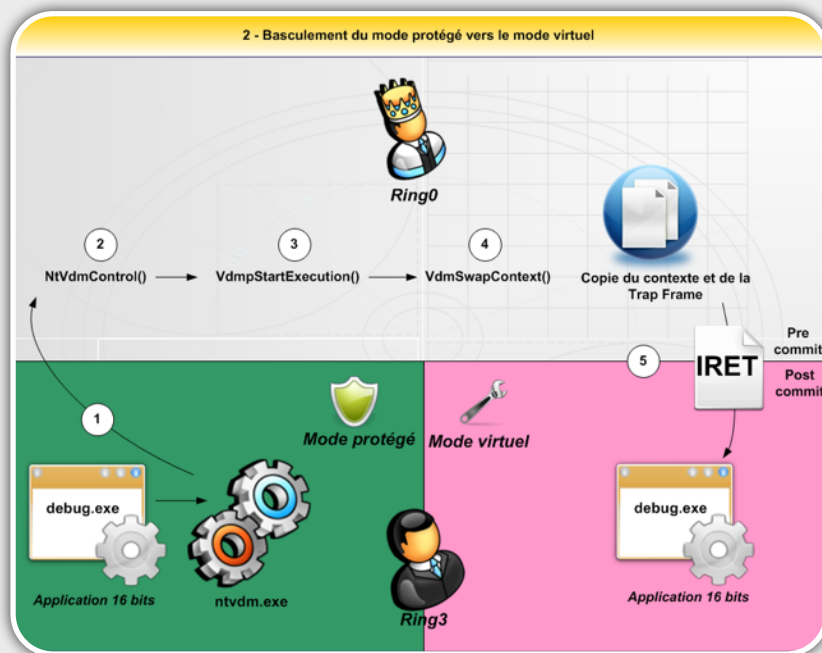 2 - Basculement du mode protégé vers le mode virtuel
Ring0
2
3
4
NtVdmControl()
VdmpStartExecution()
VdmSwapContext()
Copie du contexte et de la
Trap Frame
5
IRET
Pre
commit
Post
commit
1
Mode protégé
Mode virtuel
debug.exe
Application 16 bits
ntvdm.exe
Ring3
debug.exe
Application 16 bits